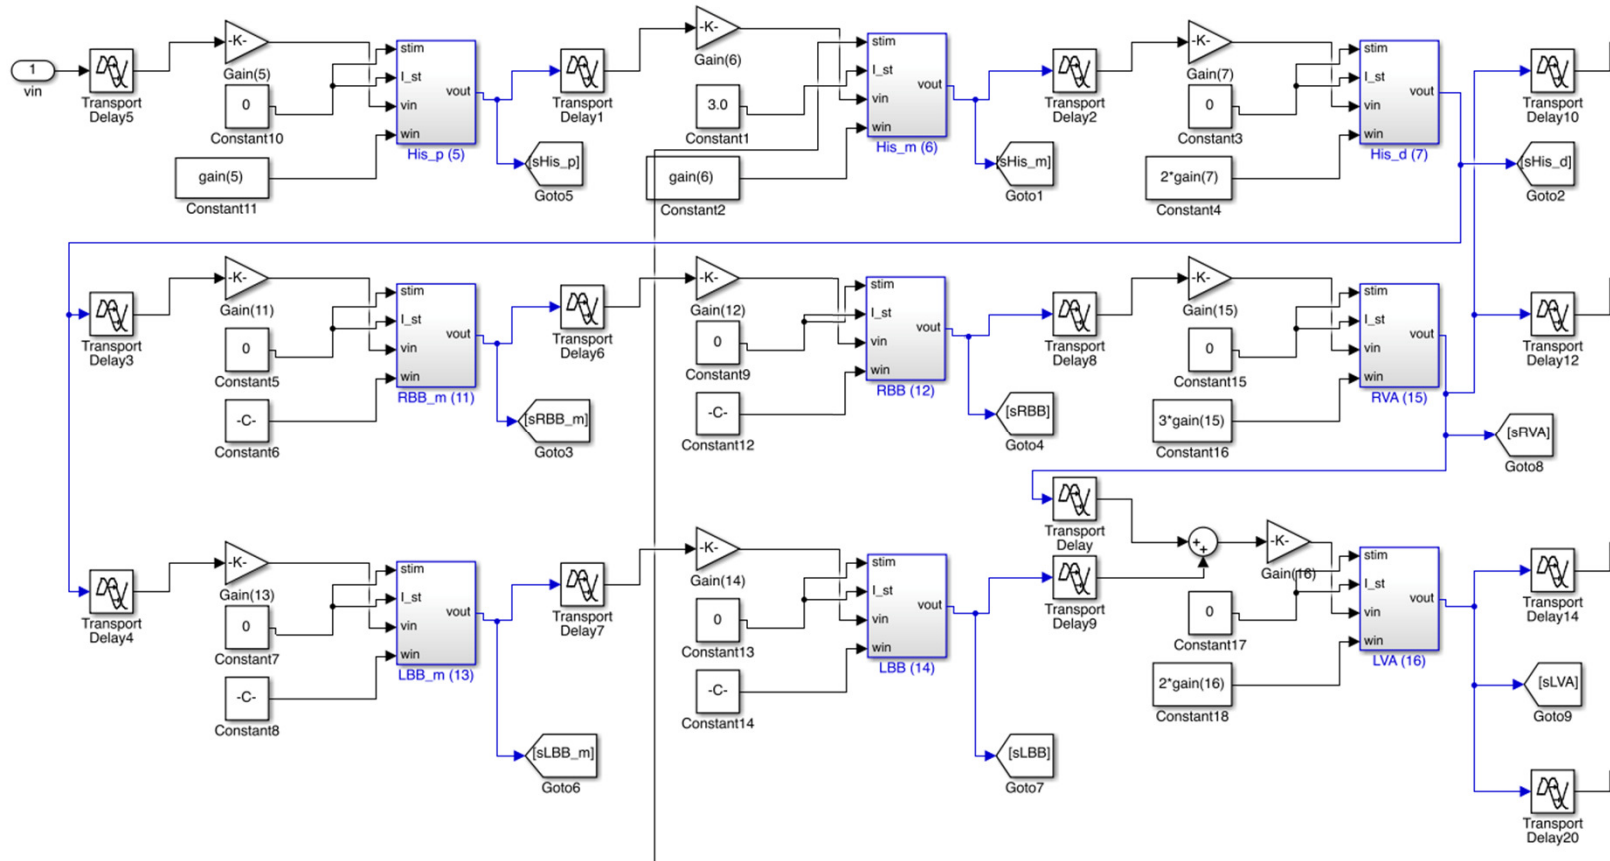 1
vin
Transport
Delay5
-K-
Gain(5)
0
Constant10
gain(5)
Constant11
stim
I_st
vin
win
vout
His_p (5)
[sHis_p]
Goto5
Transport
Delay1
-K-
Gain(6)
3.0
Constant1
gain(6)
Constant2
stim
I_st
vin
win
vout
His_m (6)
[sHis_m]
Goto1
Transport
Delay2
-K-
Gain(7)
0
Constant3
2*gain(7)
Constant4
stim
I_st
vin
win
vout
His_d (7)
[sHis_d]
Goto2
Transport
Delay10
Transport
Delay3
-K-
Gain(11)
0
Constant5
-C-
Constant6
stim
I_st
vin
win
vout
RBB_m (11)
[sRBB_m]
Goto3
Transport
Delay6
-K-
Gain(12)
0
Constant9
-C-
Constant12
stim
I_st
vin
win
vout
RBB (12)
[sRBB]
Goto4
Transport
Delay8
-K-
Gain(15)
0
Constant15
3*gain(15)
Constant16
stim
I_st
vin
win
vout
RVA (15)
[sRVA]
Goto8
Transport
Delay12
Transport
Delay4
-K-
Gain(13)
0
Constant7
-C-
Constant8
stim
I_st
vin
win
vout
LBB_m (13)
[sLBB_m]
Goto6
Transport
Delay7
-K-
Gain(14)
0
Constant13
-C-
Constant14
stim
I_st
vin
win
vout
LBB (14)
[sLBB]
Goto7
Transport
Delay
Transport
Delay9
+
+
-K-
Gain(16)
0
Constant17
2*gain(16)
Constant18
stim
I_st
vin
win
vout
LVA (16)
Transport
Delay14
[sLVA]
Goto9
Transport
Delay20